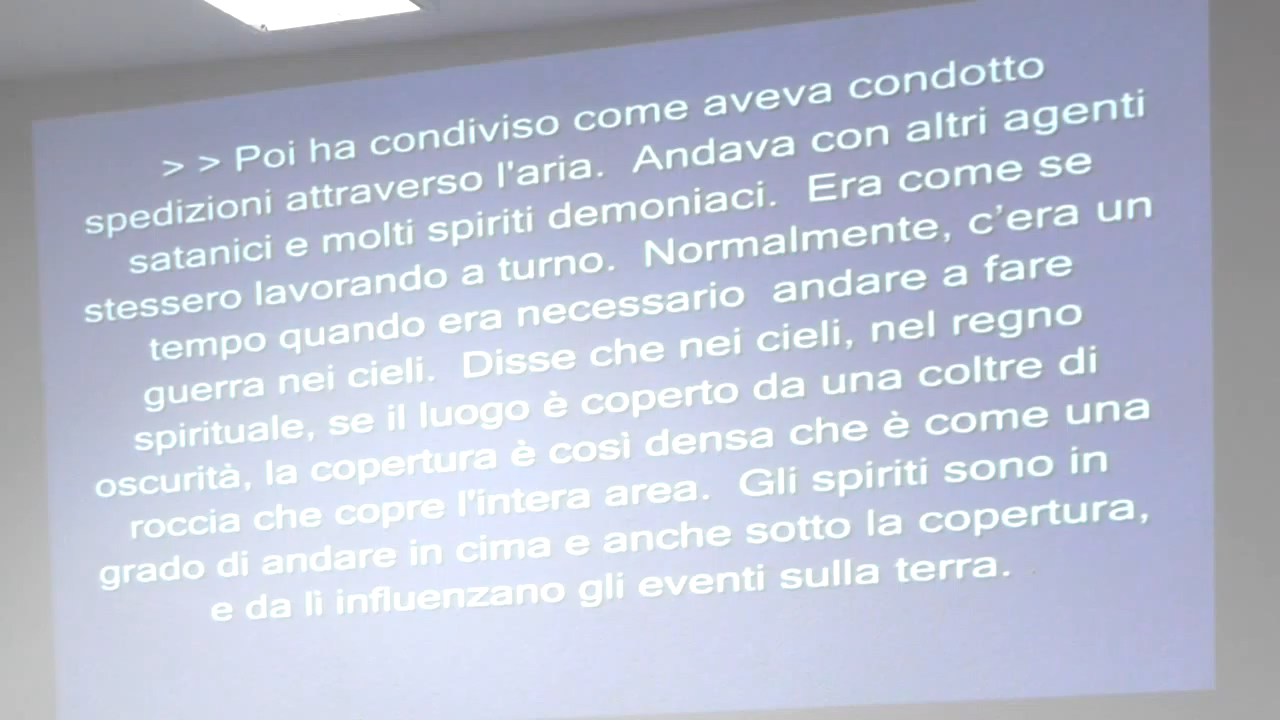 > > Poi ha condiviso come aveva condotto
spedizioni attraverso l'aria. Andava con altri agenti
satanici e molti spiriti demoniaci. Era come se
stessero lavorando a turno. Normalmente, c’era un
tempo quando era necessario andare a fare
guerra nei cieli. Disse che nei cieli, nel regno
spirituale, se il luogo è coperto da una coltre di
oscurità, la copertura è così densa che è come una
roccia che copre l'intera area. Gli spiriti sono in
grado di andare in cima e anche sotto la copertura,
e da lì influenzano gli eventi sulla terra.